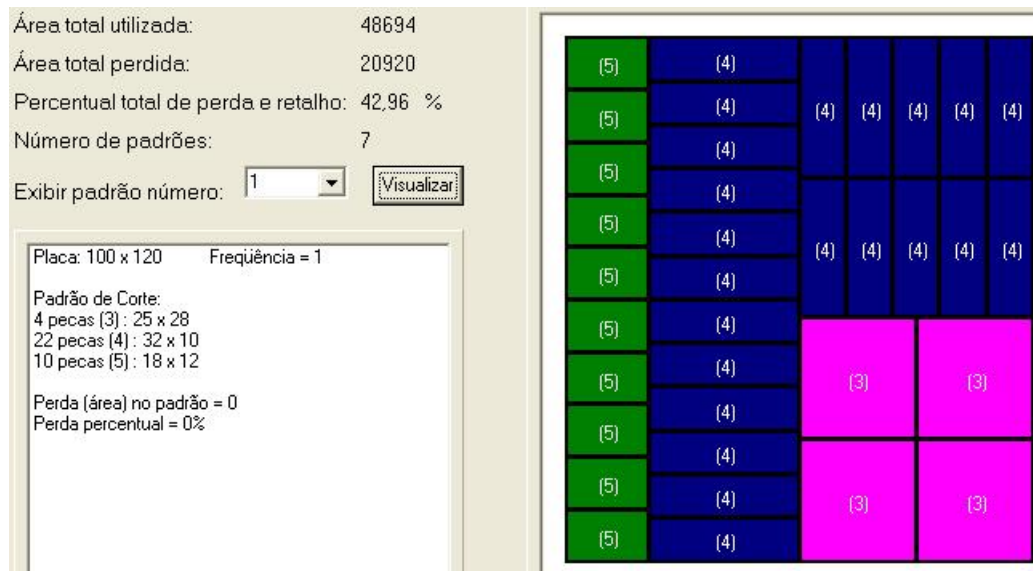 Área total utilizada: 48694
Área total perdida: 20920
Percentual total de perda e retalho: 42,96 %
Número de padrões: 7
Exibir padrão número: 1 Visualizar
Placa: 100 x 120 Freqüência = 1
Padrão de Corte:
4 pecas (3) : 25 x 28
22 pecas (4) : 32 x 10
10 pecas (5) : 18 x 12
Perda (área) no padrão = 0
Perda percentual = 0%
(5)
(5)
(5)
(5)
(5)
(5)
(5)
(5)
(5)
(5)
(4)
(4)
(4)
(4)
(4)
(4)
(4)
(4)
(4)
(4)
(4)
(4)
(4) (4) (4) (4) (4)
(4) (4) (4) (4) (4)
(3) (3)
(3) (3)